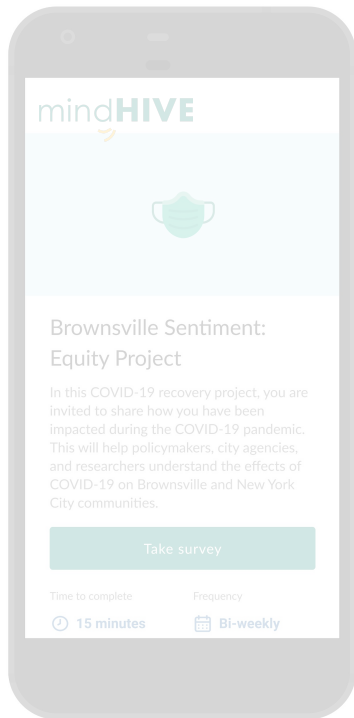 mindHIVE
Brownsville Sentiment:
Equity Project
In this COVID-19 recovery project, you are
invited to share how you have been
impacted during the COVID-19 pandemic.
This will help policymakers, city agencies,
and researchers understand the effects of
COVID-19 on Brownsville and New York
City communities.
Take survey
Time to complete Frequency
15 minutes Bi-weekly